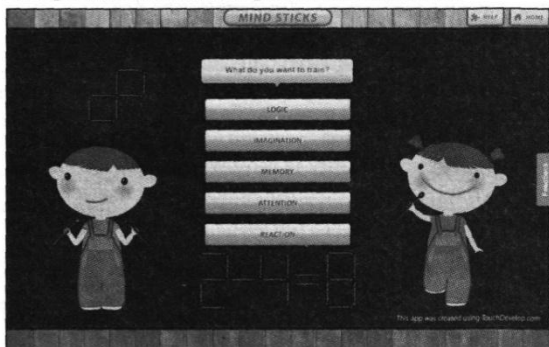 MIND STICKS
HELP
HOME
What do you want to train?
LOGIC
IMAGINATION
MEMORY
ATTENTION
REACTION
This app was created using TouchDevelop.com